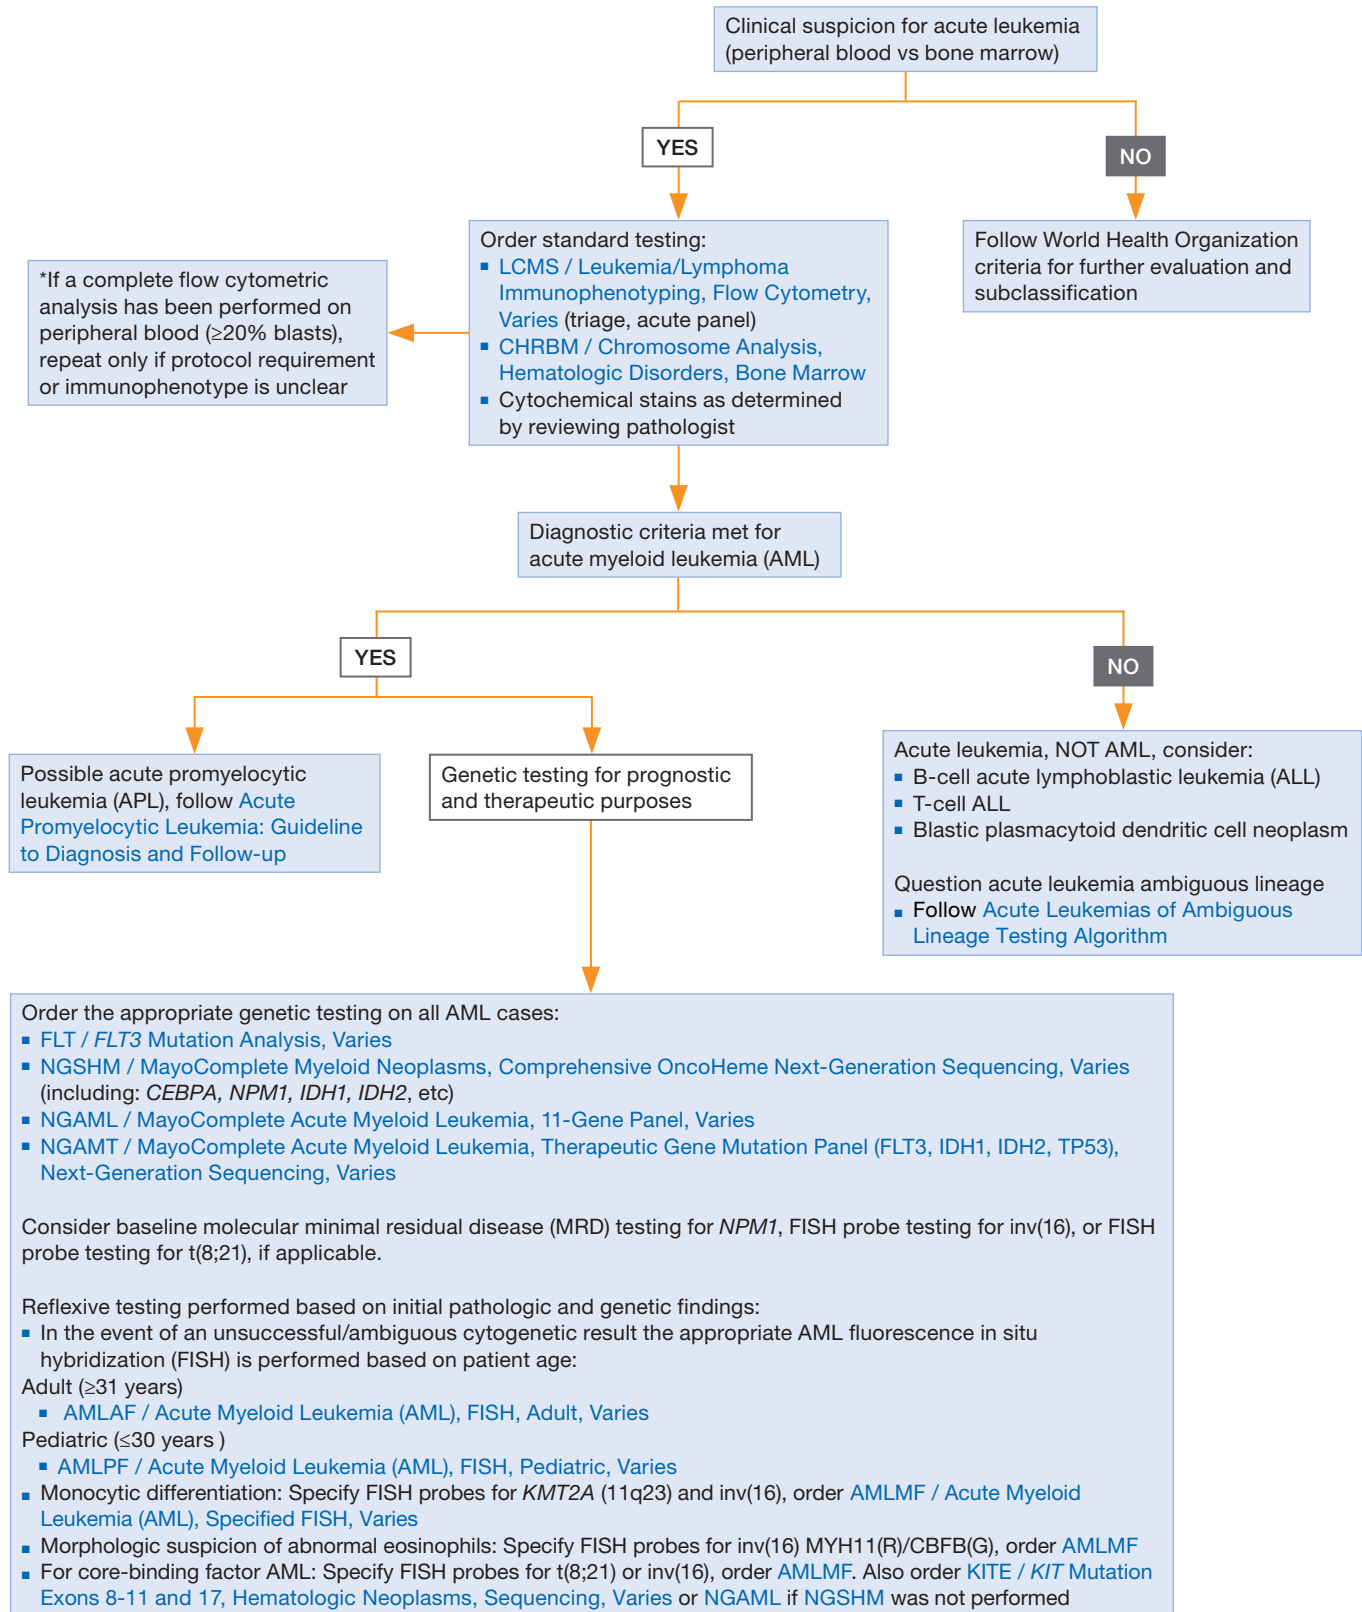 Clinical suspicion for acute leukemia
(peripheral blood vs bone marrow)
YES
NO
Order standard testing:
▪ LCMS / Leukemia/Lymphoma
Immunophenotyping, Flow Cytometry,
Varies (triage, acute panel)
▪ CHRBM / Chromosome Analysis,
Hematologic Disorders, Bone Marrow
▪ Cytochemical stains as determined
by reviewing pathologist
Follow World Health Organization
criteria for further evaluation and
subclassification
*If a complete flow cytometric
analysis has been performed on
peripheral blood (≥20% blasts),
repeat only if protocol requirement
or immunophenotype is unclear
Diagnostic criteria met for
acute myeloid leukemia (AML)
YES
NO
Possible acute promyelocytic
leukemia (APL), follow Acute
Promyelocytic Leukemia: Guideline
to Diagnosis and Follow-up
Genetic testing for prognostic
and therapeutic purposes
Acute leukemia, NOT AML, consider:
▪ B-cell acute lymphoblastic leukemia (ALL)
▪ T-cell ALL
▪ Blastic plasmacytoid dendritic cell neoplasm
Question acute leukemia ambiguous lineage
▪ Follow Acute Leukemias of Ambiguous
Lineage Testing Algorithm
Order the appropriate genetic testing on all AML cases:
▪ FLT / FLT3 Mutation Analysis, Varies
▪ NGSHM / MayoComplete Myeloid Neoplasms, Comprehensive OncoHeme Next-Generation Sequencing, Varies
(including: CEBPA, NPM1, IDH1, IDH2, etc)
▪ NGAML / MayoComplete Acute Myeloid Leukemia, 11-Gene Panel, Varies
▪ NGAMT / MayoComplete Acute Myeloid Leukemia, Therapeutic Gene Mutation Panel (FLT3, IDH1, IDH2, TP53),
Next-Generation Sequencing, Varies
Consider baseline molecular minimal residual disease (MRD) testing for NPM1, FISH probe testing for inv(16), or FISH
probe testing for t(8;21), if applicable.
Reflexive testing performed based on initial pathologic and genetic findings:
▪ In the event of an unsuccessful/ambiguous cytogenetic result the appropriate AML fluorescence in situ
hybridization (FISH) is performed based on patient age:
Adult (≥31 years)
▪ AMLAF / Acute Myeloid Leukemia (AML), FISH, Adult, Varies
Pediatric (≤30 years )
▪ AMLPF / Acute Myeloid Leukemia (AML), FISH, Pediatric, Varies
▪ Monocytic differentiation: Specify FISH probes for KMT2A (11q23) and inv(16), order AMLMF / Acute Myeloid
Leukemia (AML), Specified FISH, Varies
▪ Morphologic suspicion of abnormal eosinophils: Specify FISH probes for inv(16) MYH11(R)/CBFB(G), order AMLMF
▪ For core-binding factor AML: Specify FISH probes for t(8;21) or inv(16), order AMLMF. Also order KITE / KIT Mutation
Exons 8-11 and 17, Hematologic Neoplasms, Sequencing, Varies or NGAML if NGSHM was not performed